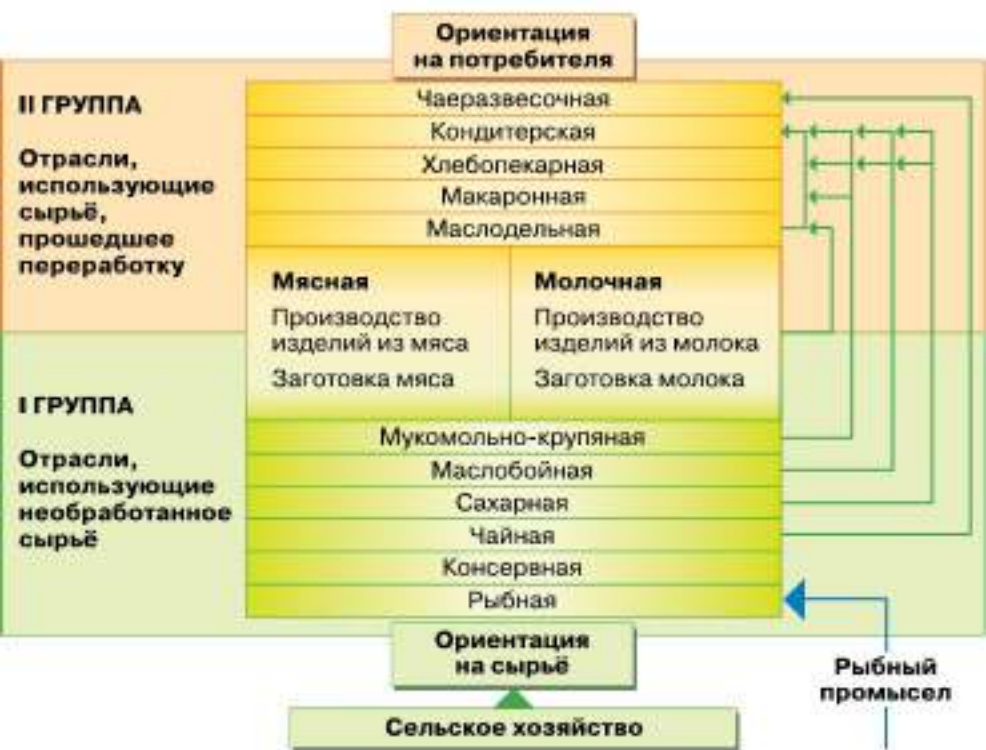 Ориентация
на потребителя
II ГРУППА
Отрасли,
использующие
сырьё,
прошедшее
переработку
Чаеразвесочная
Кондитерская
Хлебопекарная
Макаронная
Маслодельная
Мясная
Производство
изделий из мяса
Заготовка мяса
Молочная
Производство
изделий из молока
Заготовка молока
I ГРУППА
Отрасли,
использующие
необработанное
сырьё
Мукомольно-крупяная
Маслобойная
Сахарная
Чайная
Консервная
Рыбная
Ориентация
на сырьё
Рыбный
промысел
Сельское хозяйство